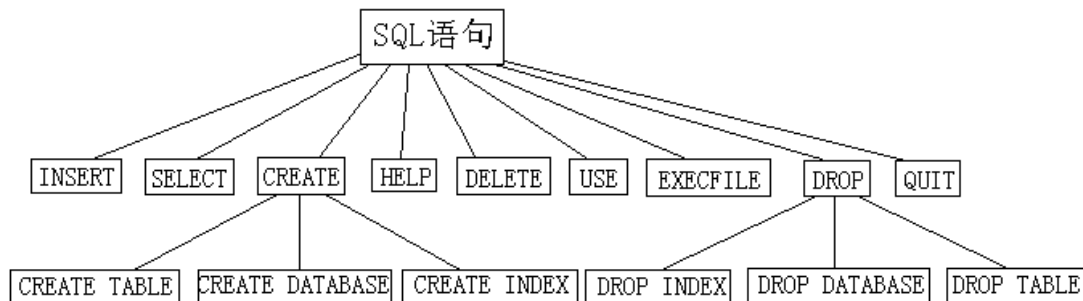 SQL语句
INSERT SELECT CREATE HELP DELETE USE EXECFILE DROP QUIT
CREATE TABLE CREATE DATABASE CREATE INDEX DROP INDEX DROP DATABASE DROP TABLE